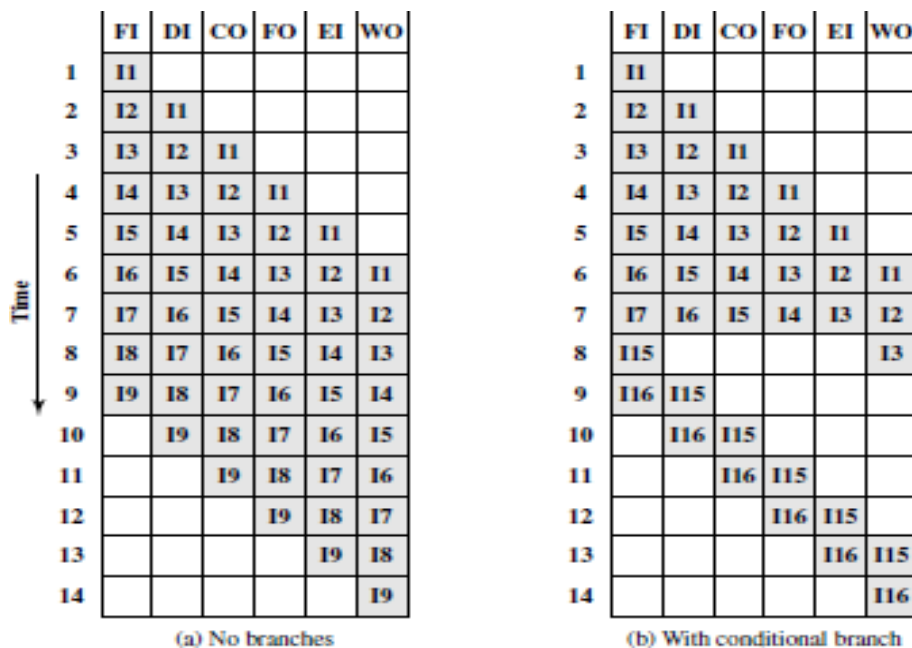 FI DI CO FO EI WO
1 I1
2 I2 I1
3 I3 I2 I1
4 I4 I3 I2 I1
5 I5 I4 I3 I2 I1
6 I6 I5 I4 I3 I2 I1
7 I7 I6 I5 I4 I3 I2
8 I8 I7 I6 I5 I4 I3
9 I9 I8 I7 I6 I5 I4
10 I9 I8 I7 I6 I5
11 I9 I8 I7 I6
12 I9 I8 I7
13 I9 I8
14 I9
Time
(a) No branches
FI DI CO FO EI WO
1 I1
2 I2 I1
3 I3 I2 I1
4 I4 I3 I2 I1
5 I5 I4 I3 I2 I1
6 I6 I5 I4 I3 I2 I1
7 I7 I6 I5 I4 I3 I2
8 I15 I3
9 I16 I15
10 I16 I15
11 I16 I15
12 I16 I15
13 I16 I15
14 I16
(b) With conditional branch